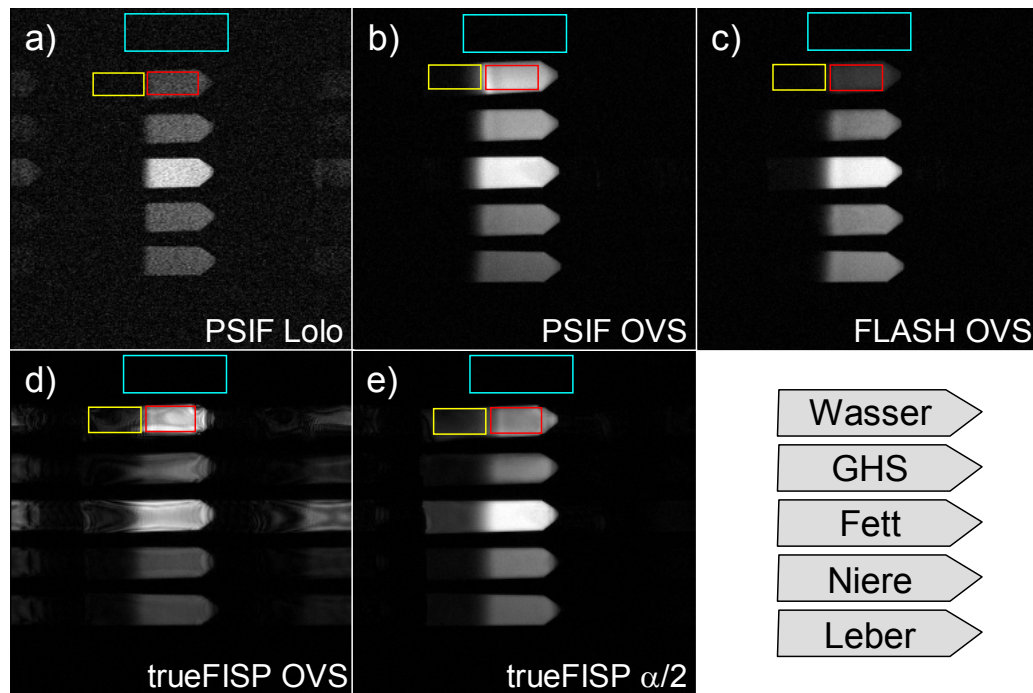 a)
PSIF Lolo
b)
PSIF OVS
c)
FLASH OVS
d)
trueFISP OVS
e)
trueFISP α/2
Wasser
GHS
Fett
Niere
Leber